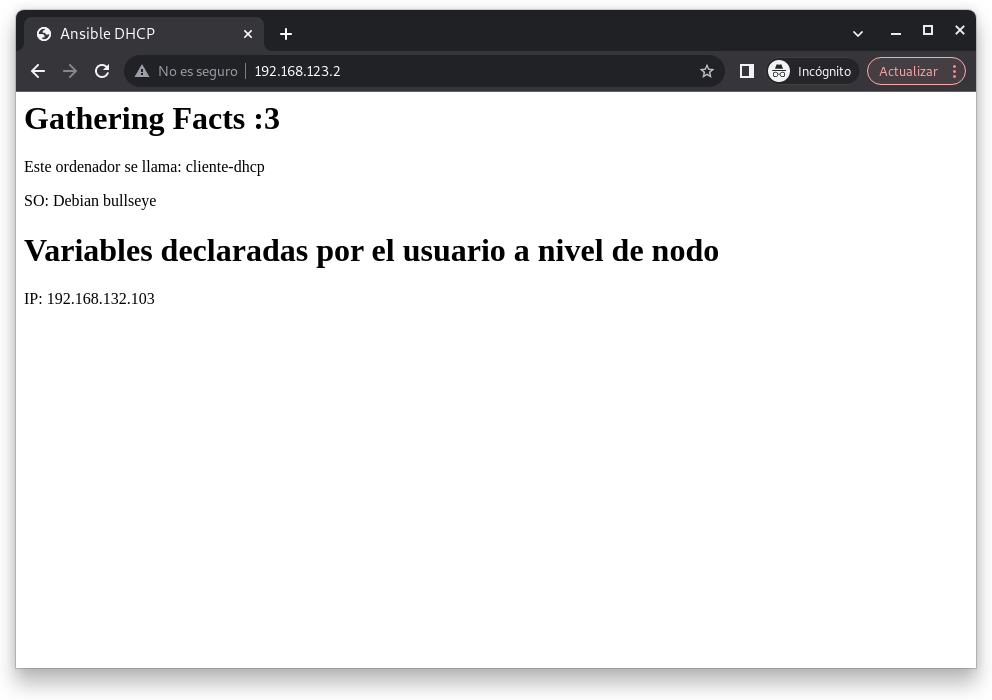 Ansible DHCP
No es seguro 192.168.123.2 Incógnito Actualizar
Gathering Facts :3
Este ordenador se llama: cliente-dhcp
SO: Debian bullseye
Variables declaradas por el usuario a nivel de nodo
IP: 192.168.132.103